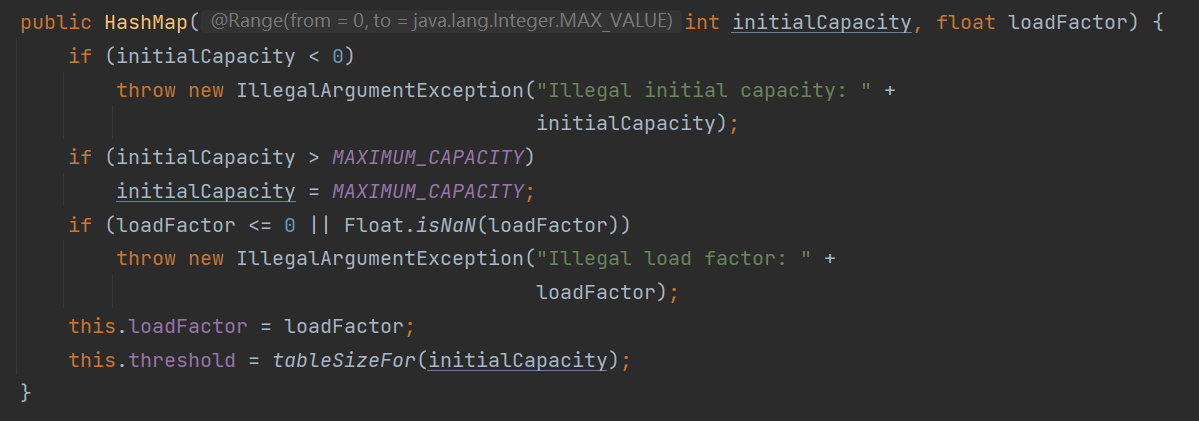 public HashMap( @Range(from = 0, to = java.lang.Integer.MAX_VALUE) int initialCapacity, float loadFactor) {
    if (initialCapacity < 0)
        throw new IllegalArgumentException("Illegal initial capacity: " +
                                           initialCapacity);
    if (initialCapacity > MAXIMUM_CAPACITY)
        initialCapacity = MAXIMUM_CAPACITY;
    if (loadFactor <= 0 || Float.isNaN(loadFactor))
        throw new IllegalArgumentException("Illegal load factor: " +
                                           loadFactor);
    this.loadFactor = loadFactor;
    this.threshold = tableSizeFor(initialCapacity);
}